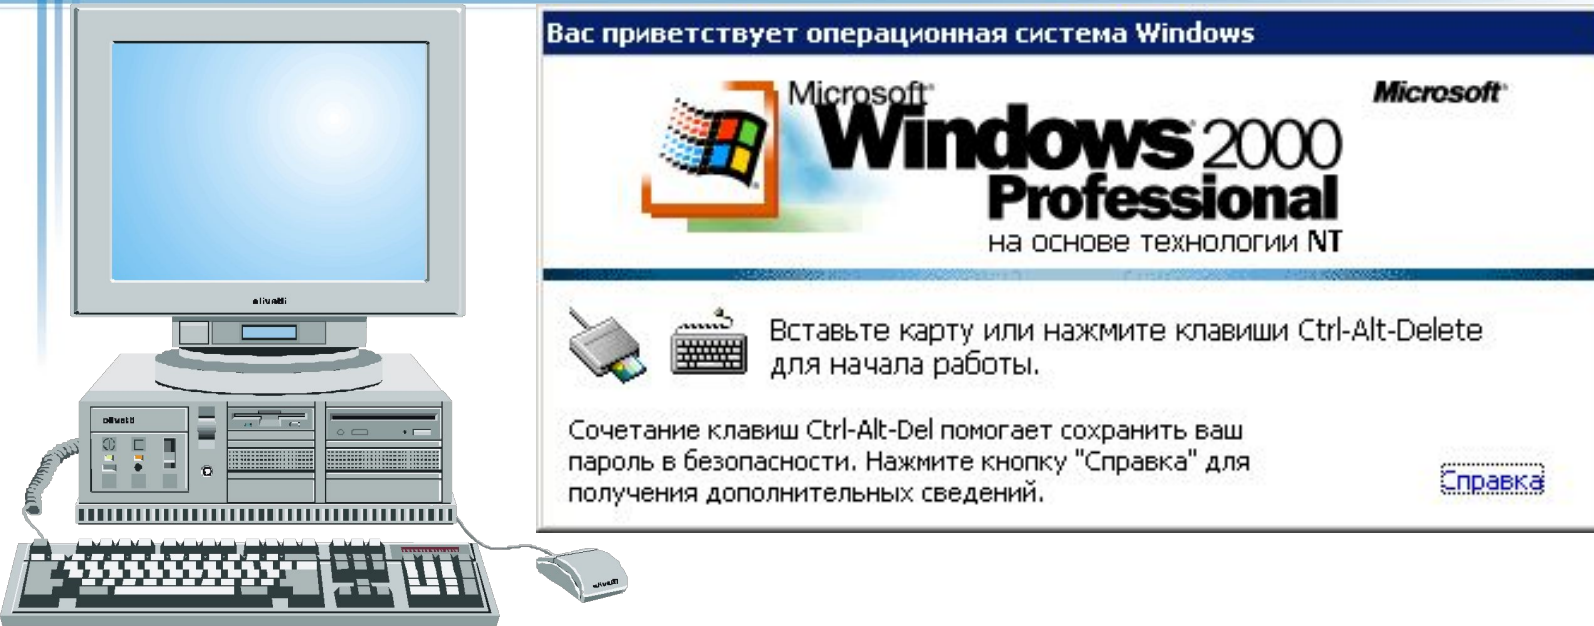 Вас приветствует операционная система Windows
Microsoft
Microsoft
Windows 2000
Professional
на основе технологии NT
Вставьте карту или нажмите клавиши Ctrl-Alt-Delete
для начала работы.
Сочетание клавиш Ctrl-Alt-Del помогает сохранить ваш
пароль в безопасности. Нажмите кнопку "Справка" для
получения дополнительных сведений.
Справка
olivetti
olivetti
olivetti